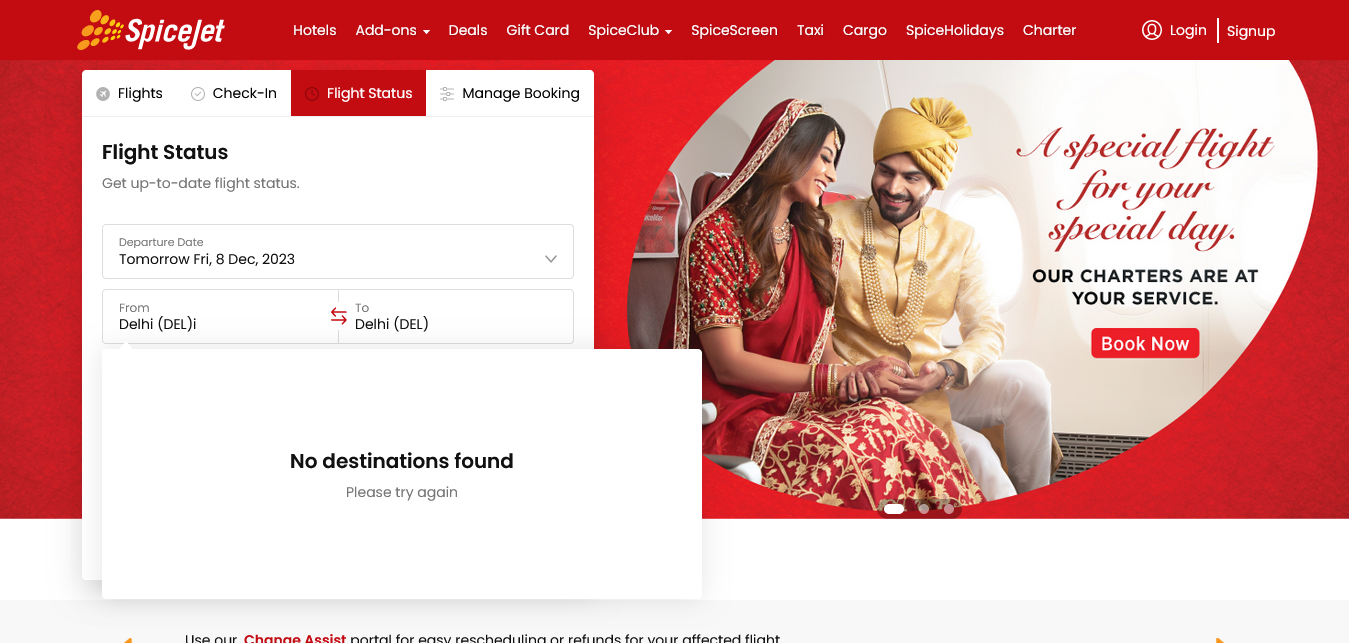 SpiceJet
Hotels Add-ons Deals Gift Card SpiceClub SpiceScreen Taxi Cargo SpiceHolidays Charter Login Signup
Flights Check-In Flight Status Manage Booking
Flight Status
Get up-to-date flight status.
Departure Date
Tomorrow Fri, 8 Dec, 2023
From To
Delhi (DEL)i Delhi (DEL)
No destinations found
Please try again
A special flight
for your
special day.
OUR CHARTERS ARE AT
YOUR SERVICE.
Book Now
Use our Change Assist portal for easy rescheduling or refunds for your affected flight